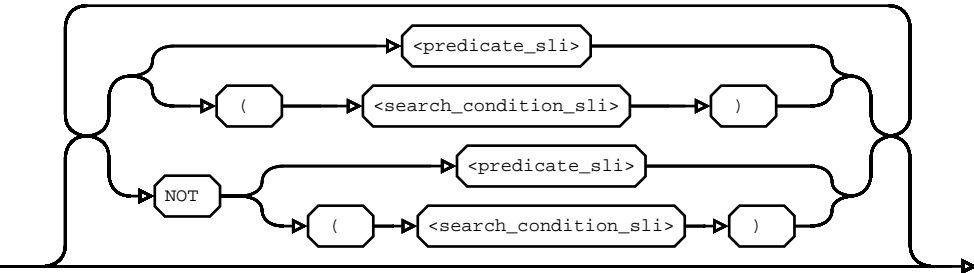 <predicate_sli>
( <search_condition_sli> )
<predicate_sli>
NOT
( <search_condition_sli> )